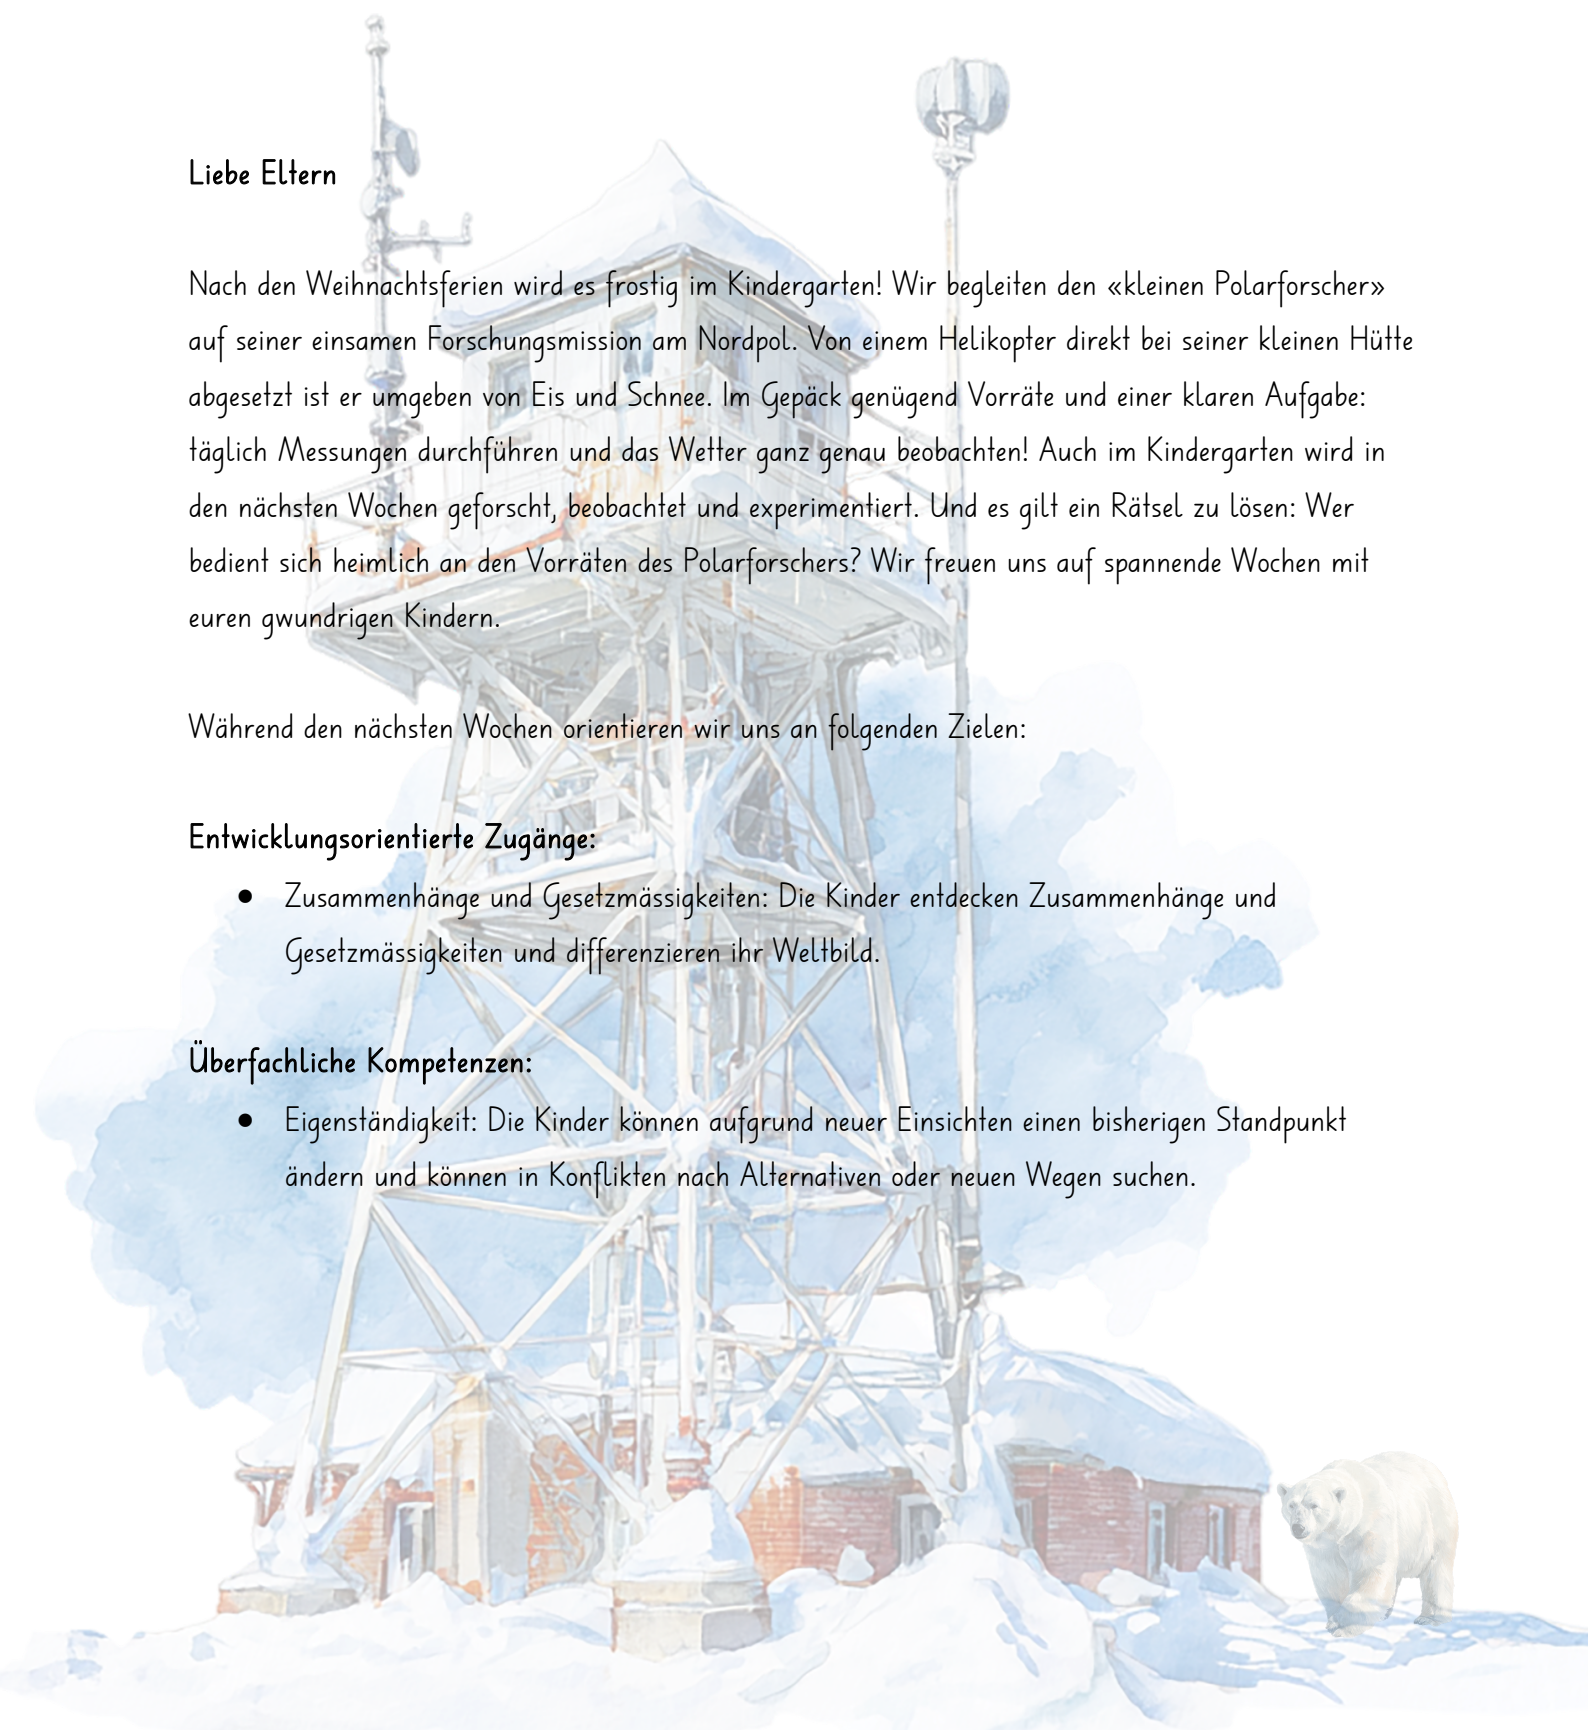 Liebe Eltern
Nach den Weihnachtsferien wird es frostig im Kindergarten! Wir begleiten den «kleinen Polarforscher»
auf seiner einsamen Forschungsmission am Nordpol. Von einem Helikopter direkt bei seiner kleinen Hütte
abgesetzt ist er umgeben von Eis und Schnee. Im Gepäck genügend Vorräte und einer klaren Aufgabe:
täglich Messungen durchführen und das Wetter ganz genau beobachten! Auch im Kindergarten wird in
den nächsten Wochen geforscht, beobachtet und experimentiert. Und es gilt ein Rätsel zu lösen: Wer
bedient sich heimlich an den Vorräten des Polarforschers? Wir freuen uns auf spannende Wochen mit
euren gwundrigen Kindern.
Während den nächsten Wochen orientieren wir uns an folgenden Zielen:
Entwicklungsorientierte Zugänge:
● Zusammenhänge und Gesetzmässigkeiten: Die Kinder entdecken Zusammenhänge und
Gesetzmässigkeiten und differenzieren ihr Weltbild.
Überfachliche Kompetenzen:
● Eigenständigkeit: Die Kinder können aufgrund neuer Einsichten einen bisherigen Standpunkt
ändern und können in Konflikten nach Alternativen oder neuen Wegen suchen.